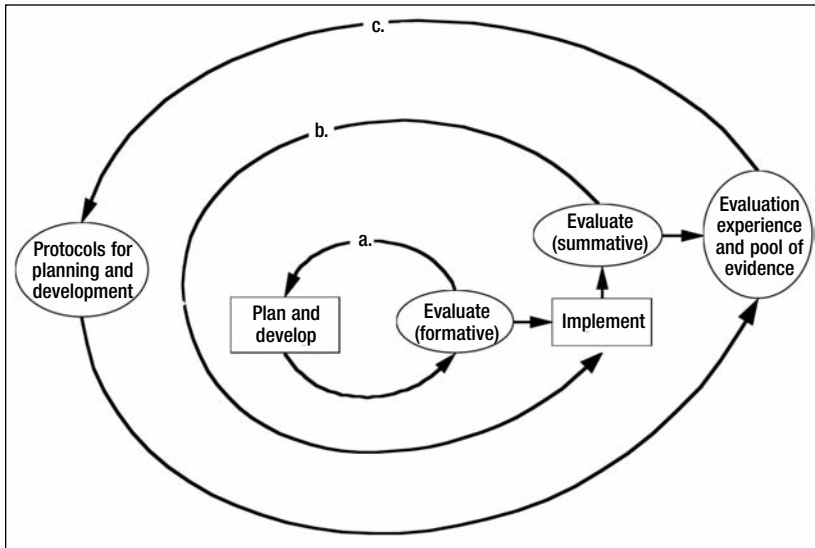 c.
b.
a.
Protocols for
planning and
development
Plan and
develop
Evaluate
(formative)
Implement
Evaluate
(summative)
Evaluation
experience
and pool of
evidence